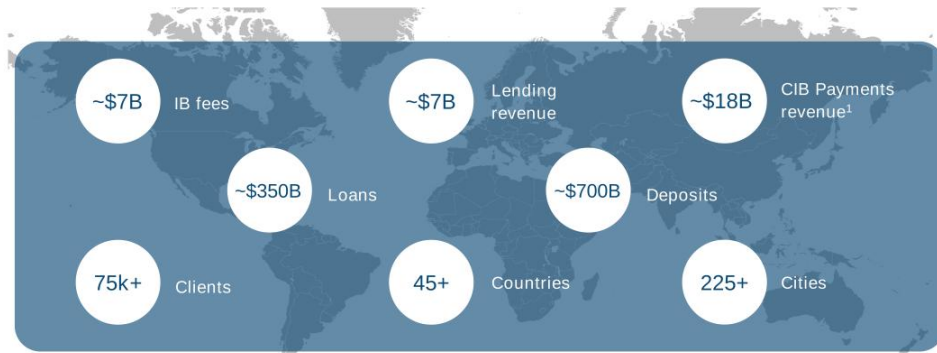 ~$7B IB fees
~$7B Lending
revenue
~$18B CIB Payments
revenue¹
~$350B Loans
~$700B Deposits
75k+ Clients
45+ Countries
225+ Cities